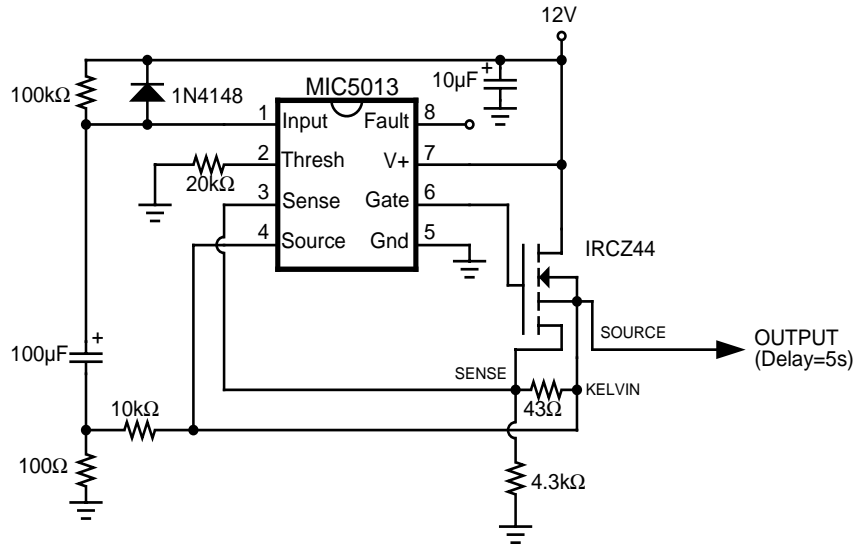 12V
10µF
+
100kΩ
1N4148
MIC5013
1
Input
Fault
8
2
Thresh
V+
7
20kΩ
3
Sense
Gate
6
4
Source
Gnd
5
IRCZ44
100µF
+
SOURCE
OUTPUT
(Delay=5s)
SENSE
43Ω
KELVIN
10kΩ
100Ω
4.3kΩ